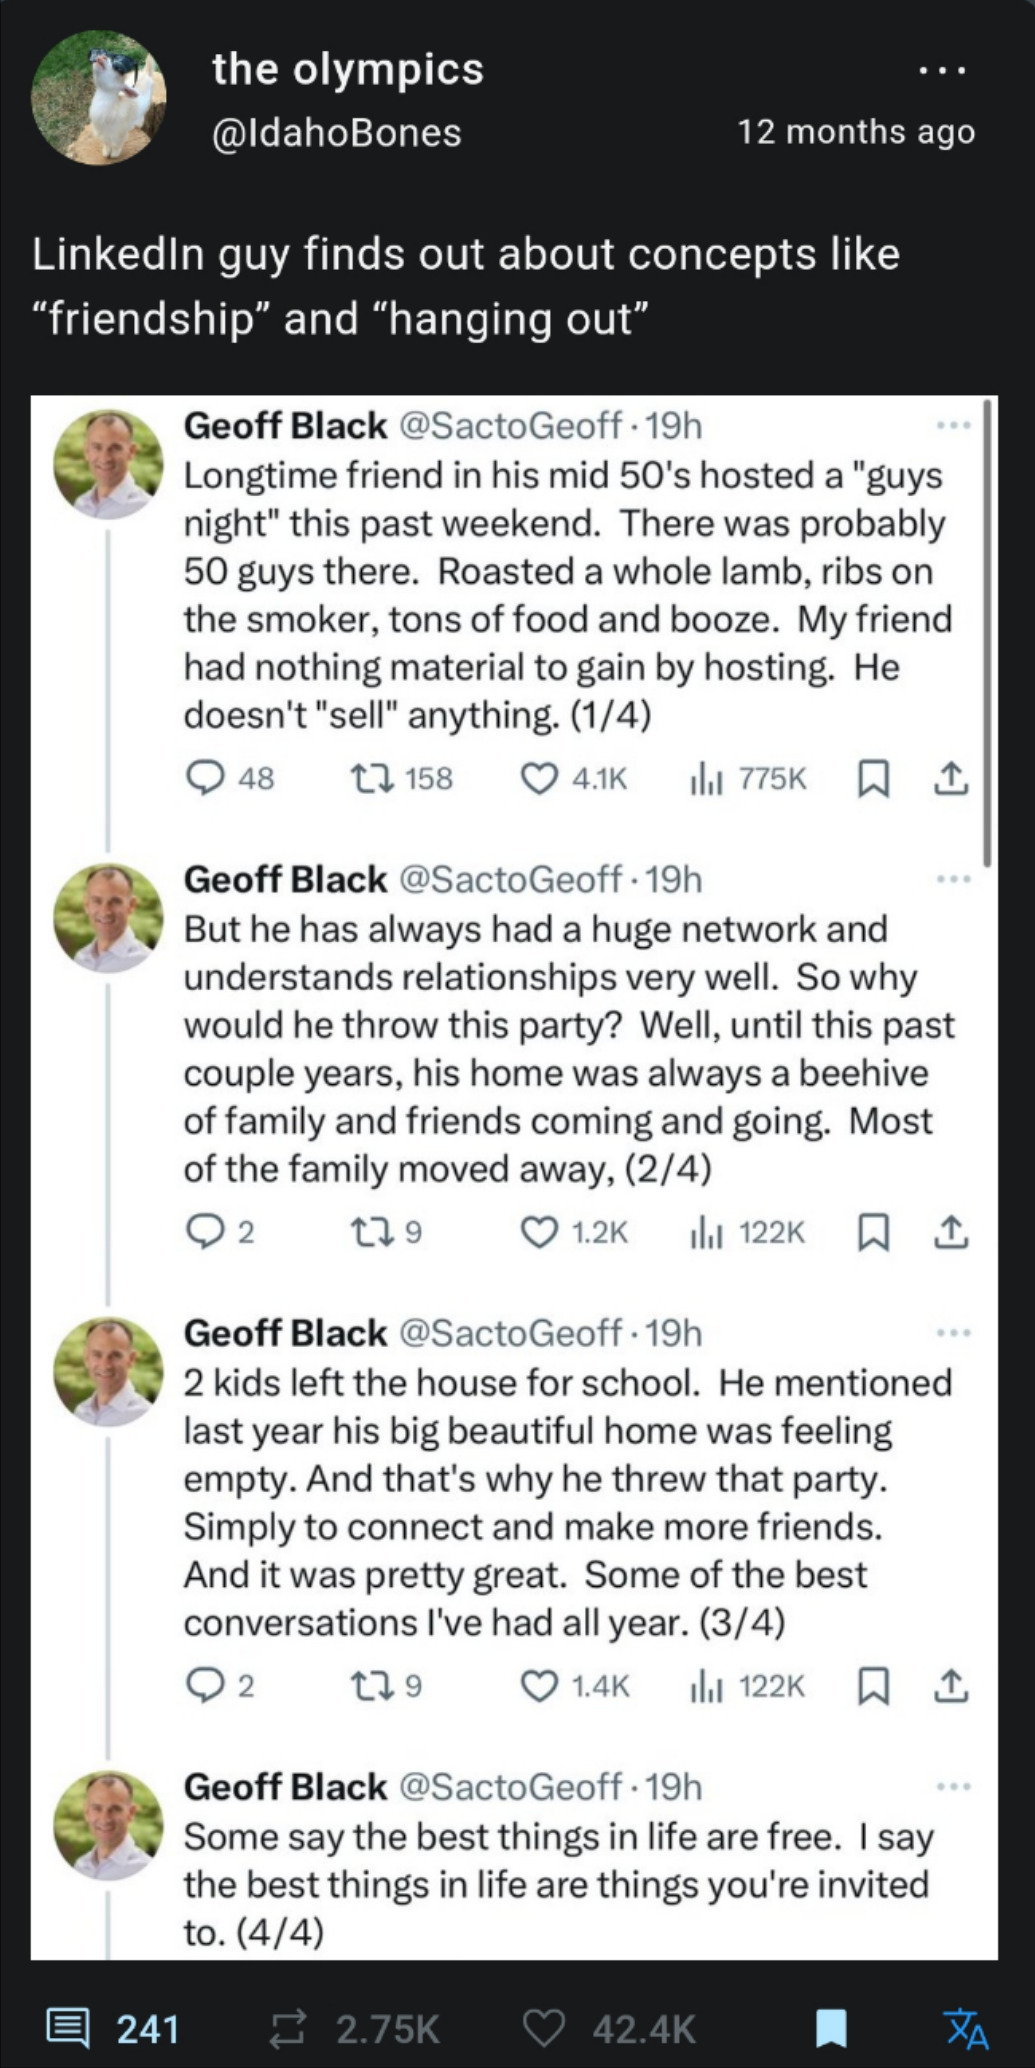 the olympics
@IdahoBones
12 months ago
LinkedIn guy finds out about concepts like
“friendship” and “hanging out”
Geoff Black @SactoGeoff · 19h
Longtime friend in his mid 50's hosted a "guys
night" this past weekend.  There was probably
50 guys there.  Roasted a whole lamb, ribs on
the smoker, tons of food and booze.  My friend
had nothing material to gain by hosting.  He
doesn't "sell" anything. (1/4)
48 158 4.1K 775K
Geoff Black @SactoGeoff · 19h
But he has always had a huge network and
understands relationships very well.  So why
would he throw this party?  Well, until this past
couple years, his home was always a beehive
of family and friends coming and going.  Most
of the family moved away, (2/4)
2 9 1.2K 122K
Geoff Black @SactoGeoff · 19h
2 kids left the house for school.  He mentioned
last year his big beautiful home was feeling
empty. And that's why he threw that party.
Simply to connect and make more friends.
And it was pretty great.  Some of the best
conversations I've had all year. (3/4)
2 9 1.4K 122K
Geoff Black @SactoGeoff · 19h
Some say the best things in life are free.  I say
the best things in life are things you're invited
to. (4/4)
241 2.75K 42.4K